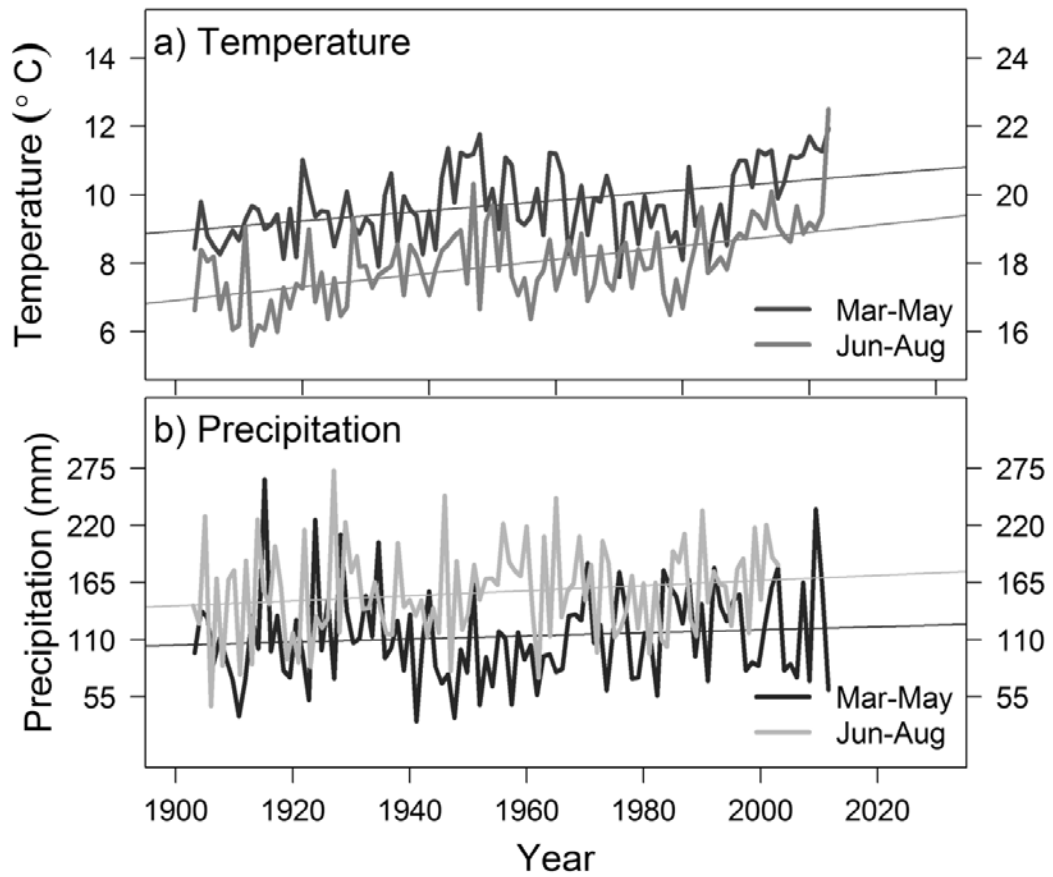 a) Temperature
Temperature (° C)
14
12
10
8
6
24
22
20
18
16
Mar-May
Jun-Aug
b) Precipitation
Precipitation (mm)
275
220
165
110
55
275
220
165
110
55
Mar-May
Jun-Aug
1900 1920 1940 1960 1980 2000 2020
Year